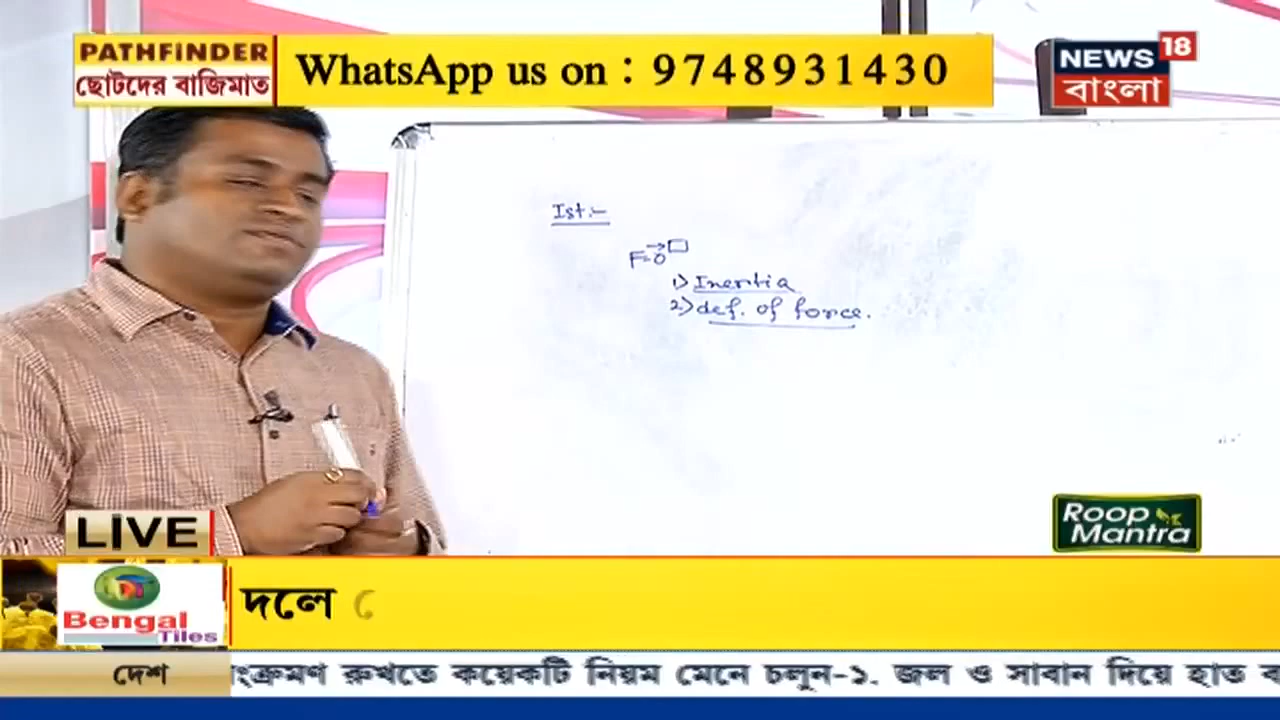 PATHFINDER
ছোটদের বাজিমাত
WhatsApp us on : 9748931430
NEWS 18
বাংলা
Ist:-
F=0
1) Inertia
2) def. of force.
Roop
Mantra
LIVE
Bengal
Tiles
দলে
দেশ
ংক্রমণ রুখতে কয়েকটি নিয়ম মেনে চলুন-১. জল ও সাবান দিয়ে হাত